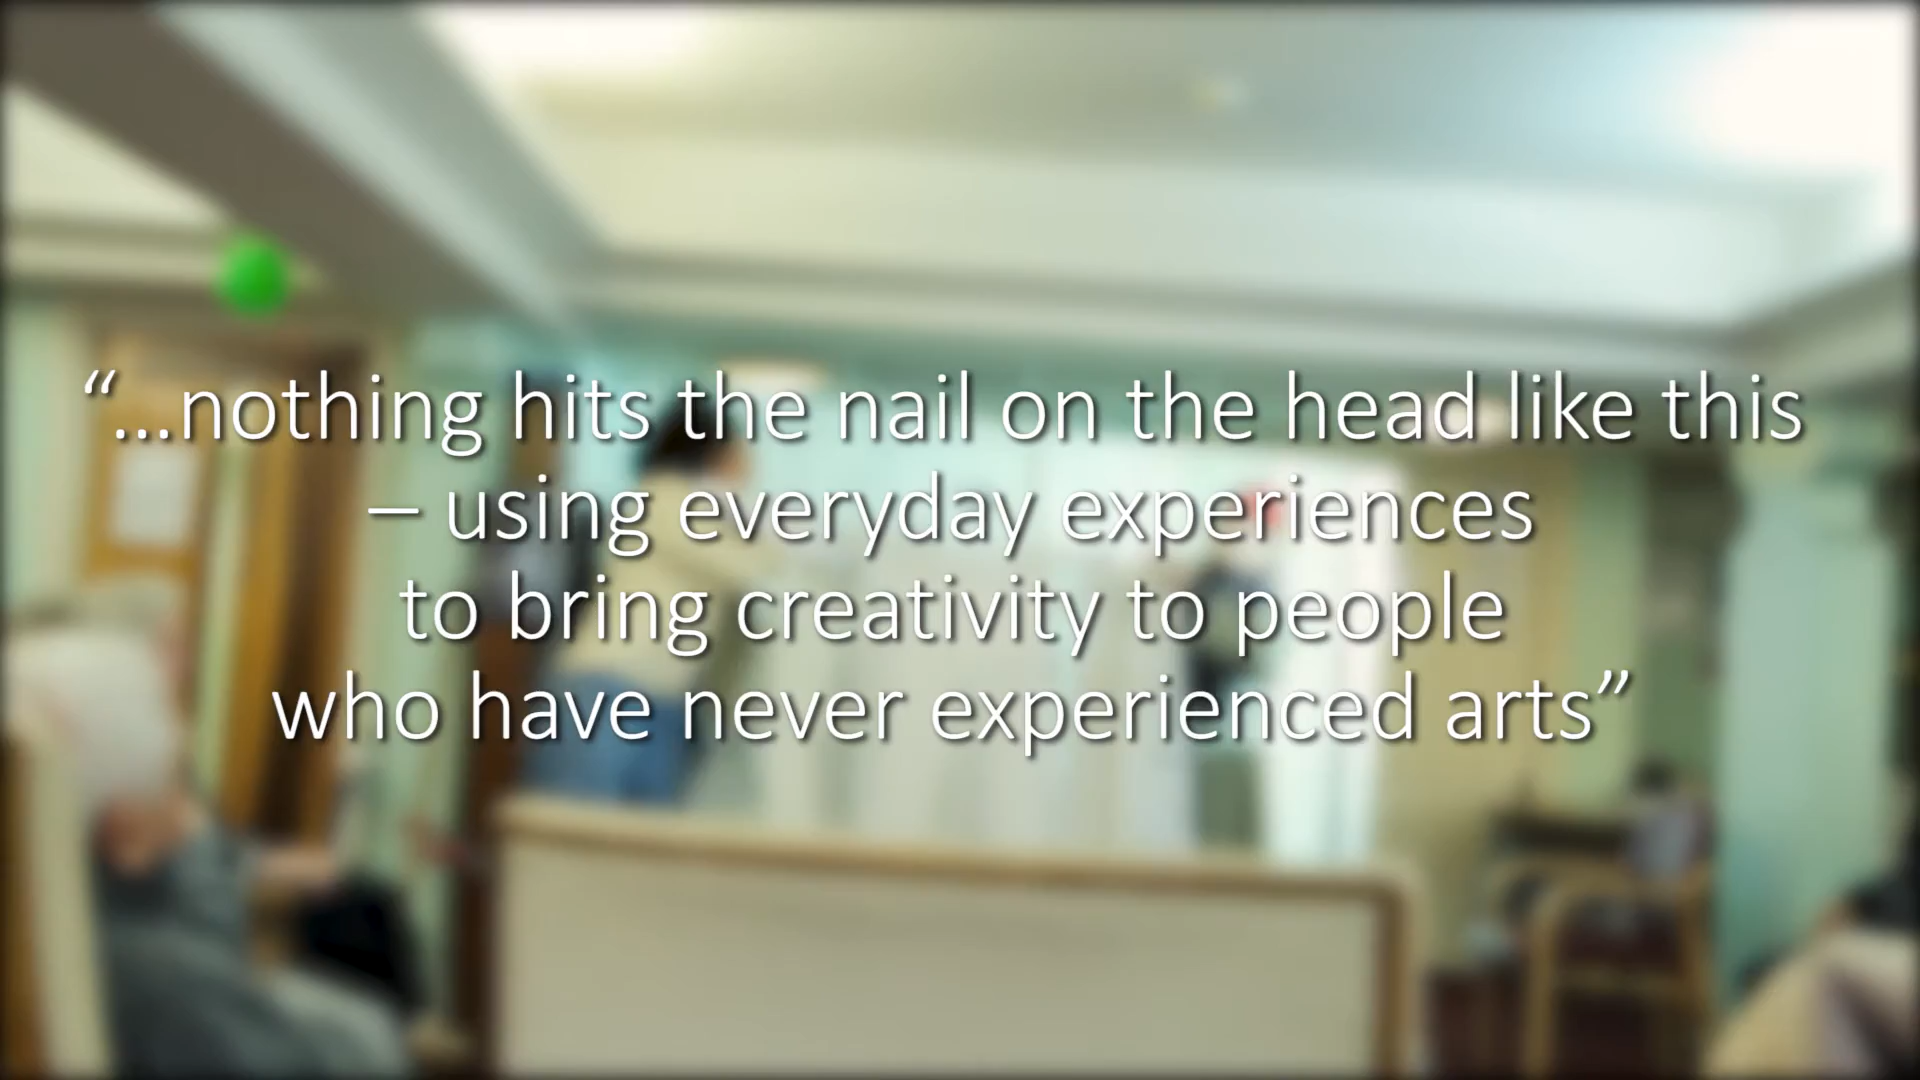 “...nothing hits the nail on the head like this
– using everyday experiences
to bring creativity to people
who have never experienced arts”